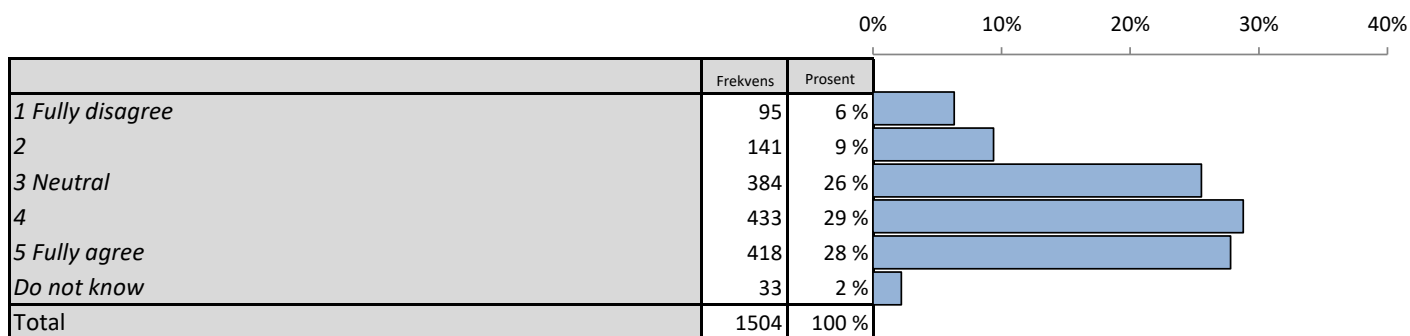 0% 10% 20% 30% 40%
Frekvens Prosent
1 Fully disagree 95 6 %
2 141 9 %
3 Neutral 384 26 %
4 433 29 %
5 Fully agree 418 28 %
Do not know 33 2 %
Total 1504 100 %